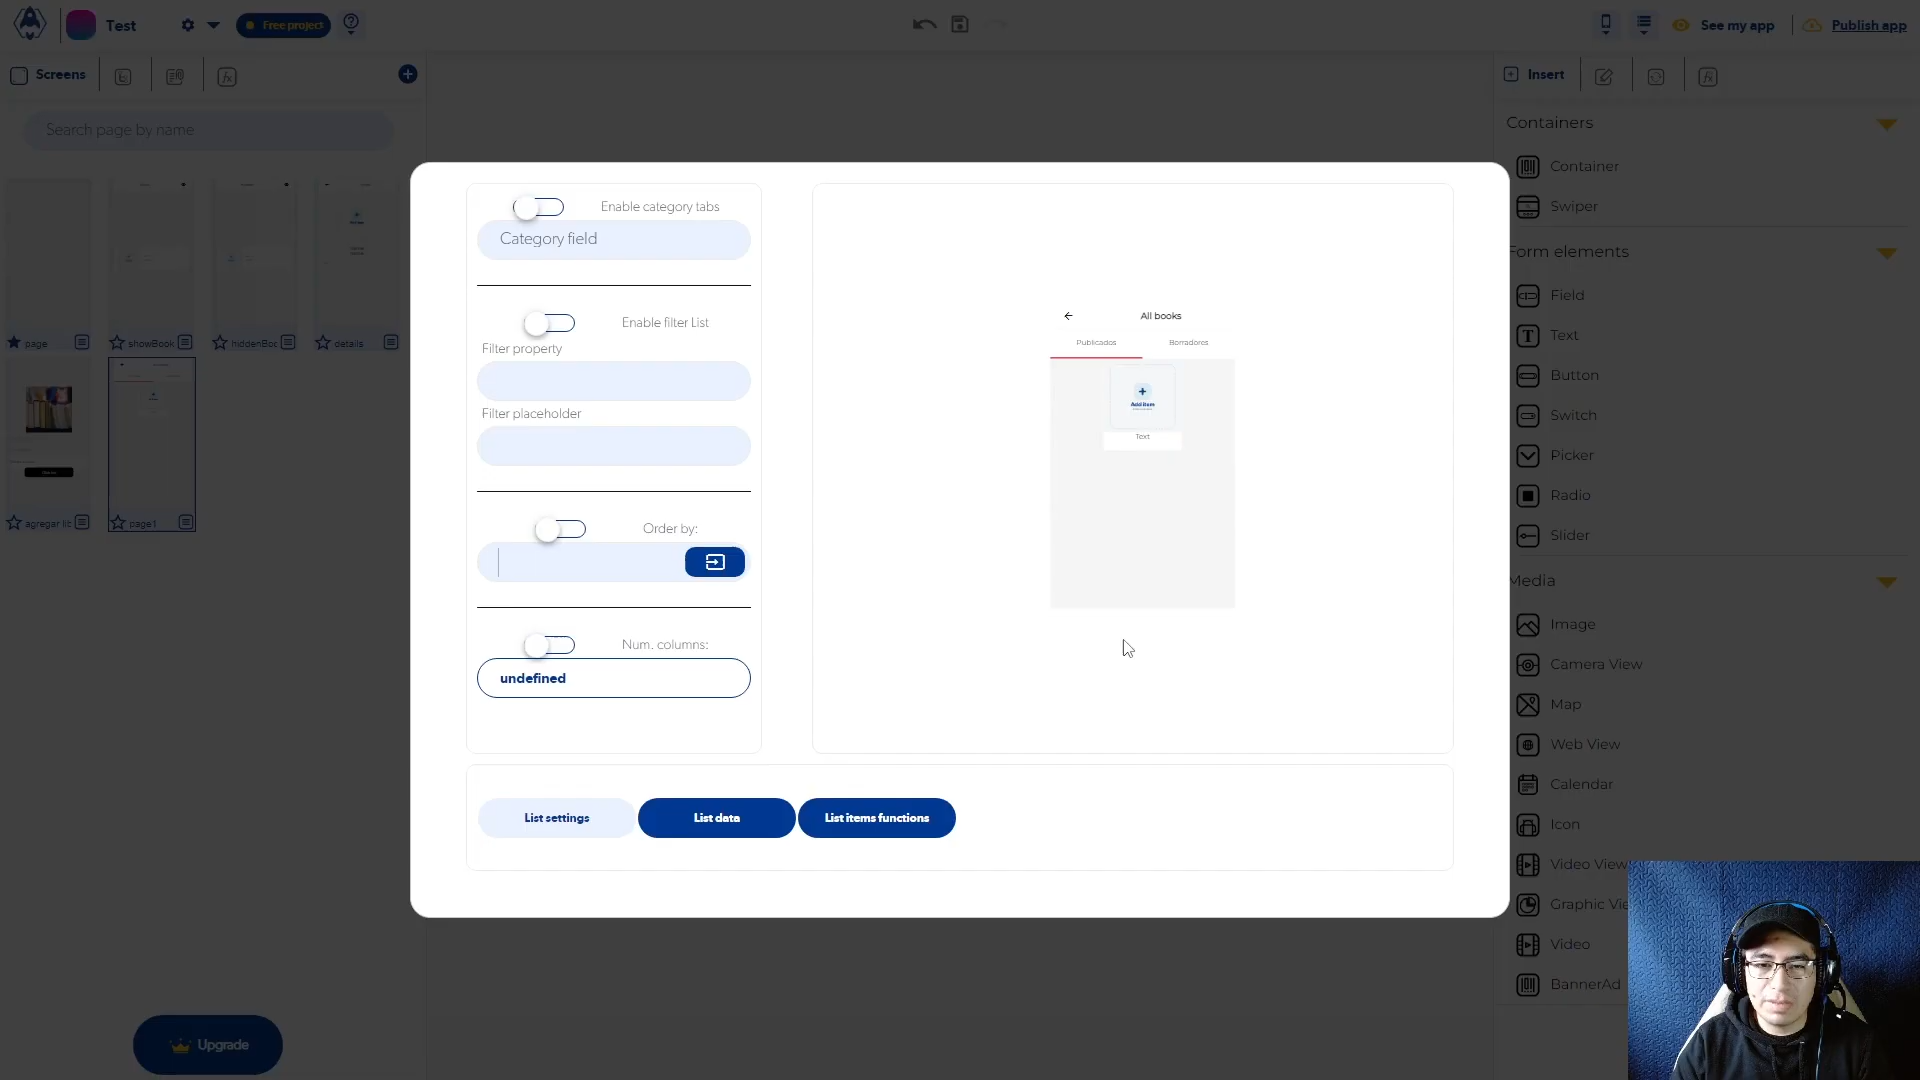 Test
Free project
See my app
Publish app
Screens
Insert
Search page by name
Containers
Container
Swiper
Form elements
Field
Text
Button
Switch
Picker
Radio
Slider
Media
Image
Camera View
Map
Web View
Calendar
Icon
Video View
Graphic Vie
Video
BannerAd
page
showBook
hiddenBoc
details
agregar lit
page1
Upgrade
Enable category tabs
Category field
Enable filter List
Filter property
Filter placeholder
Order by:
Num. columns:
undefined
All books
Publicados
Borradores
Add item
Text
List settings
List data
List items functions